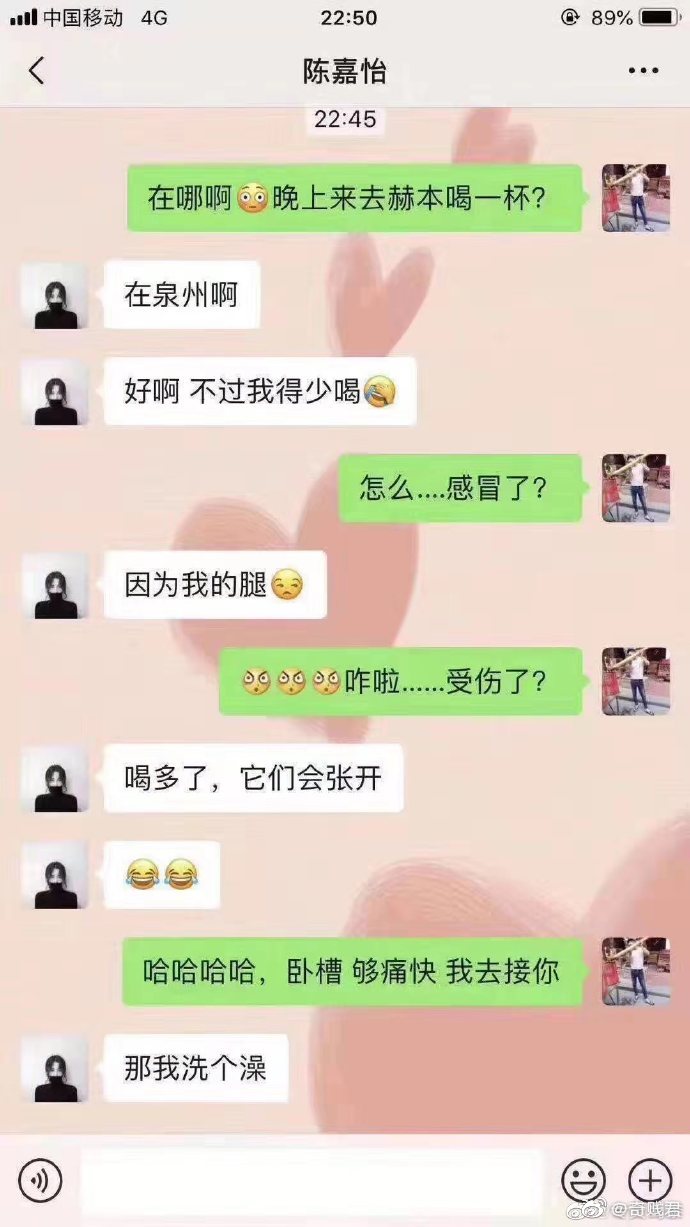 中国移动 4G 22:50 89%
陈嘉怡
22:45
在哪啊😳晚上来去赫本喝一杯?
在泉州啊
好啊 不过我得少喝🤣
怎么....感冒了?
因为我的腿😒
咋啦......受伤了?
喝多了，它们会张开
😂😂
哈哈哈哈，卧槽 够痛快 我去接你
那我洗个澡
@奇贱君